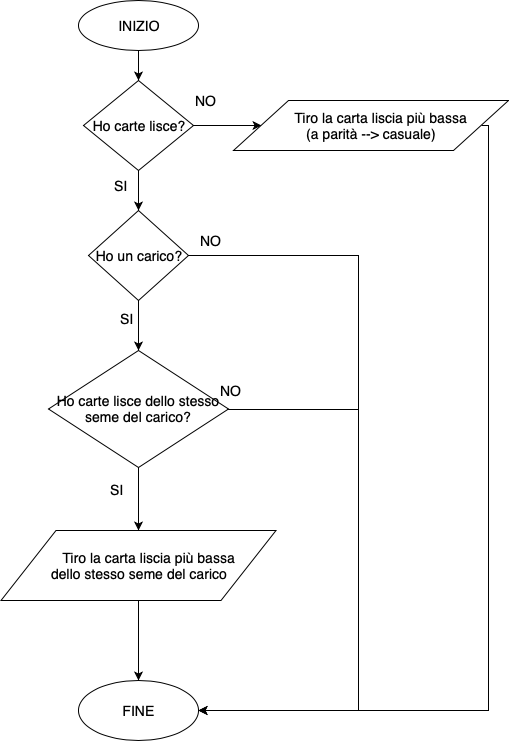 INIZIO
NO
Ho carte lisce?
Tiro la carta liscia più bassa
(a parità --> casuale)
SI
NO
Ho un carico?
SI
NO
Ho carte lisce dello stesso
seme del carico?
SI
Tiro la carta liscia più bassa
dello stesso seme del carico
FINE